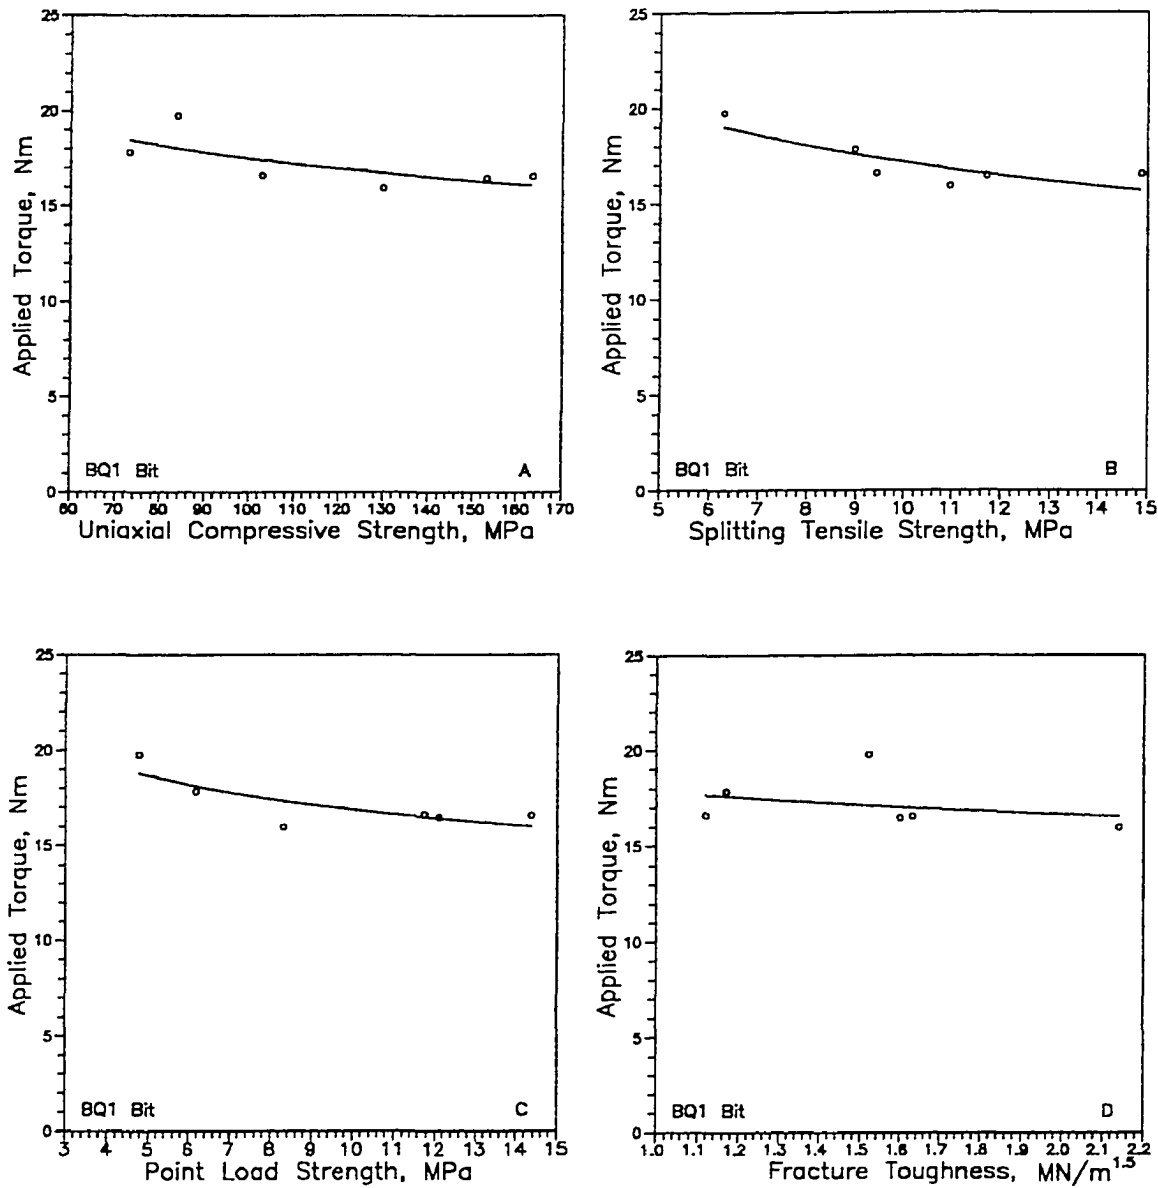 25
20
15
10
5
0
Applied Torque, Nm
BQ1 Bit
A
60 70 80 90 100 110 120 130 140 150 160 170
Uniaxial Compressive Strength, MPa
25
20
15
10
5
0
Applied Torque, Nm
BQ1 Bit
B
5 6 7 8 9 10 11 12 13 14 15
Splitting Tensile Strength, MPa
25
20
15
10
5
0
Applied Torque, Nm
BQ1 Bit
C
3 4 5 6 7 8 9 10 11 12 13 14 15
Point Load Strength, MPa
25
20
15
10
5
0
Applied Torque, Nm
BQ1 Bit
D
1.0 1.1 1.2 1.3 1.4 1.5 1.6 1.7 1.8 1.9 2.0 2.1 2.2
Fracture Toughness, MN/m^1.5